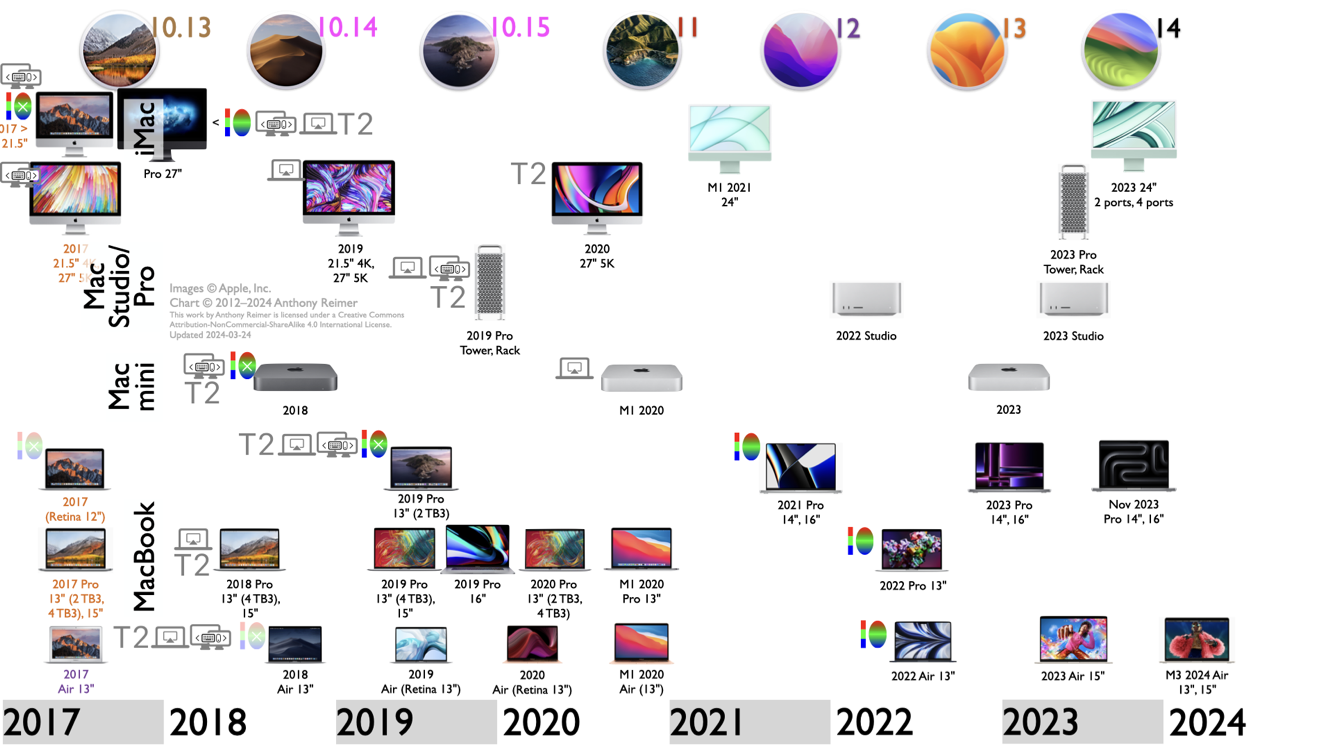 10.13
10.14
10.15
11
12
13
14
2017 >
21.5"
iMac
<
T2
Pro 27"
T2
M1 2021
24"
2023 24"
2 ports, 4 ports
2017
21.5" 4K,
27" 5K
2019
21.5" 4K,
27" 5K
2020
27" 5K
Mac
Studio/
Pro
T2
2019 Pro
Tower, Rack
2023 Pro
Tower, Rack
2022 Studio
2023 Studio
Images © Apple, Inc.
Chart © 2012–2024 Anthony Reimer
This work by Anthony Reimer is licensed under a Creative Commons
Attribution-NonCommercial-ShareAlike 4.0 International License.
Updated 2024-03-24
Mac
mini
T2
2018
M1 2020
2023
MacBook
2017
(Retina 12")
T2
2019 Pro
13" (2 TB3)
2021 Pro
14", 16"
2023 Pro
14", 16"
Nov 2023
Pro 14", 16"
2017 Pro
13" (2 TB3,
4 TB3), 15"
T2
2018 Pro
13" (4 TB3),
15"
2019 Pro
13" (4 TB3),
15"
2019 Pro
16"
2020 Pro
13" (2 TB3,
4 TB3)
M1 2020
Pro 13"
2022 Pro 13"
2017
Air 13"
T2
2018
Air 13"
2019
Air (Retina 13")
2020
Air (Retina 13")
M1 2020
Air (13")
2022 Air 13"
2023 Air 15"
M3 2024 Air
13", 15"
2017
2018
2019
2020
2021
2022
2023
2024